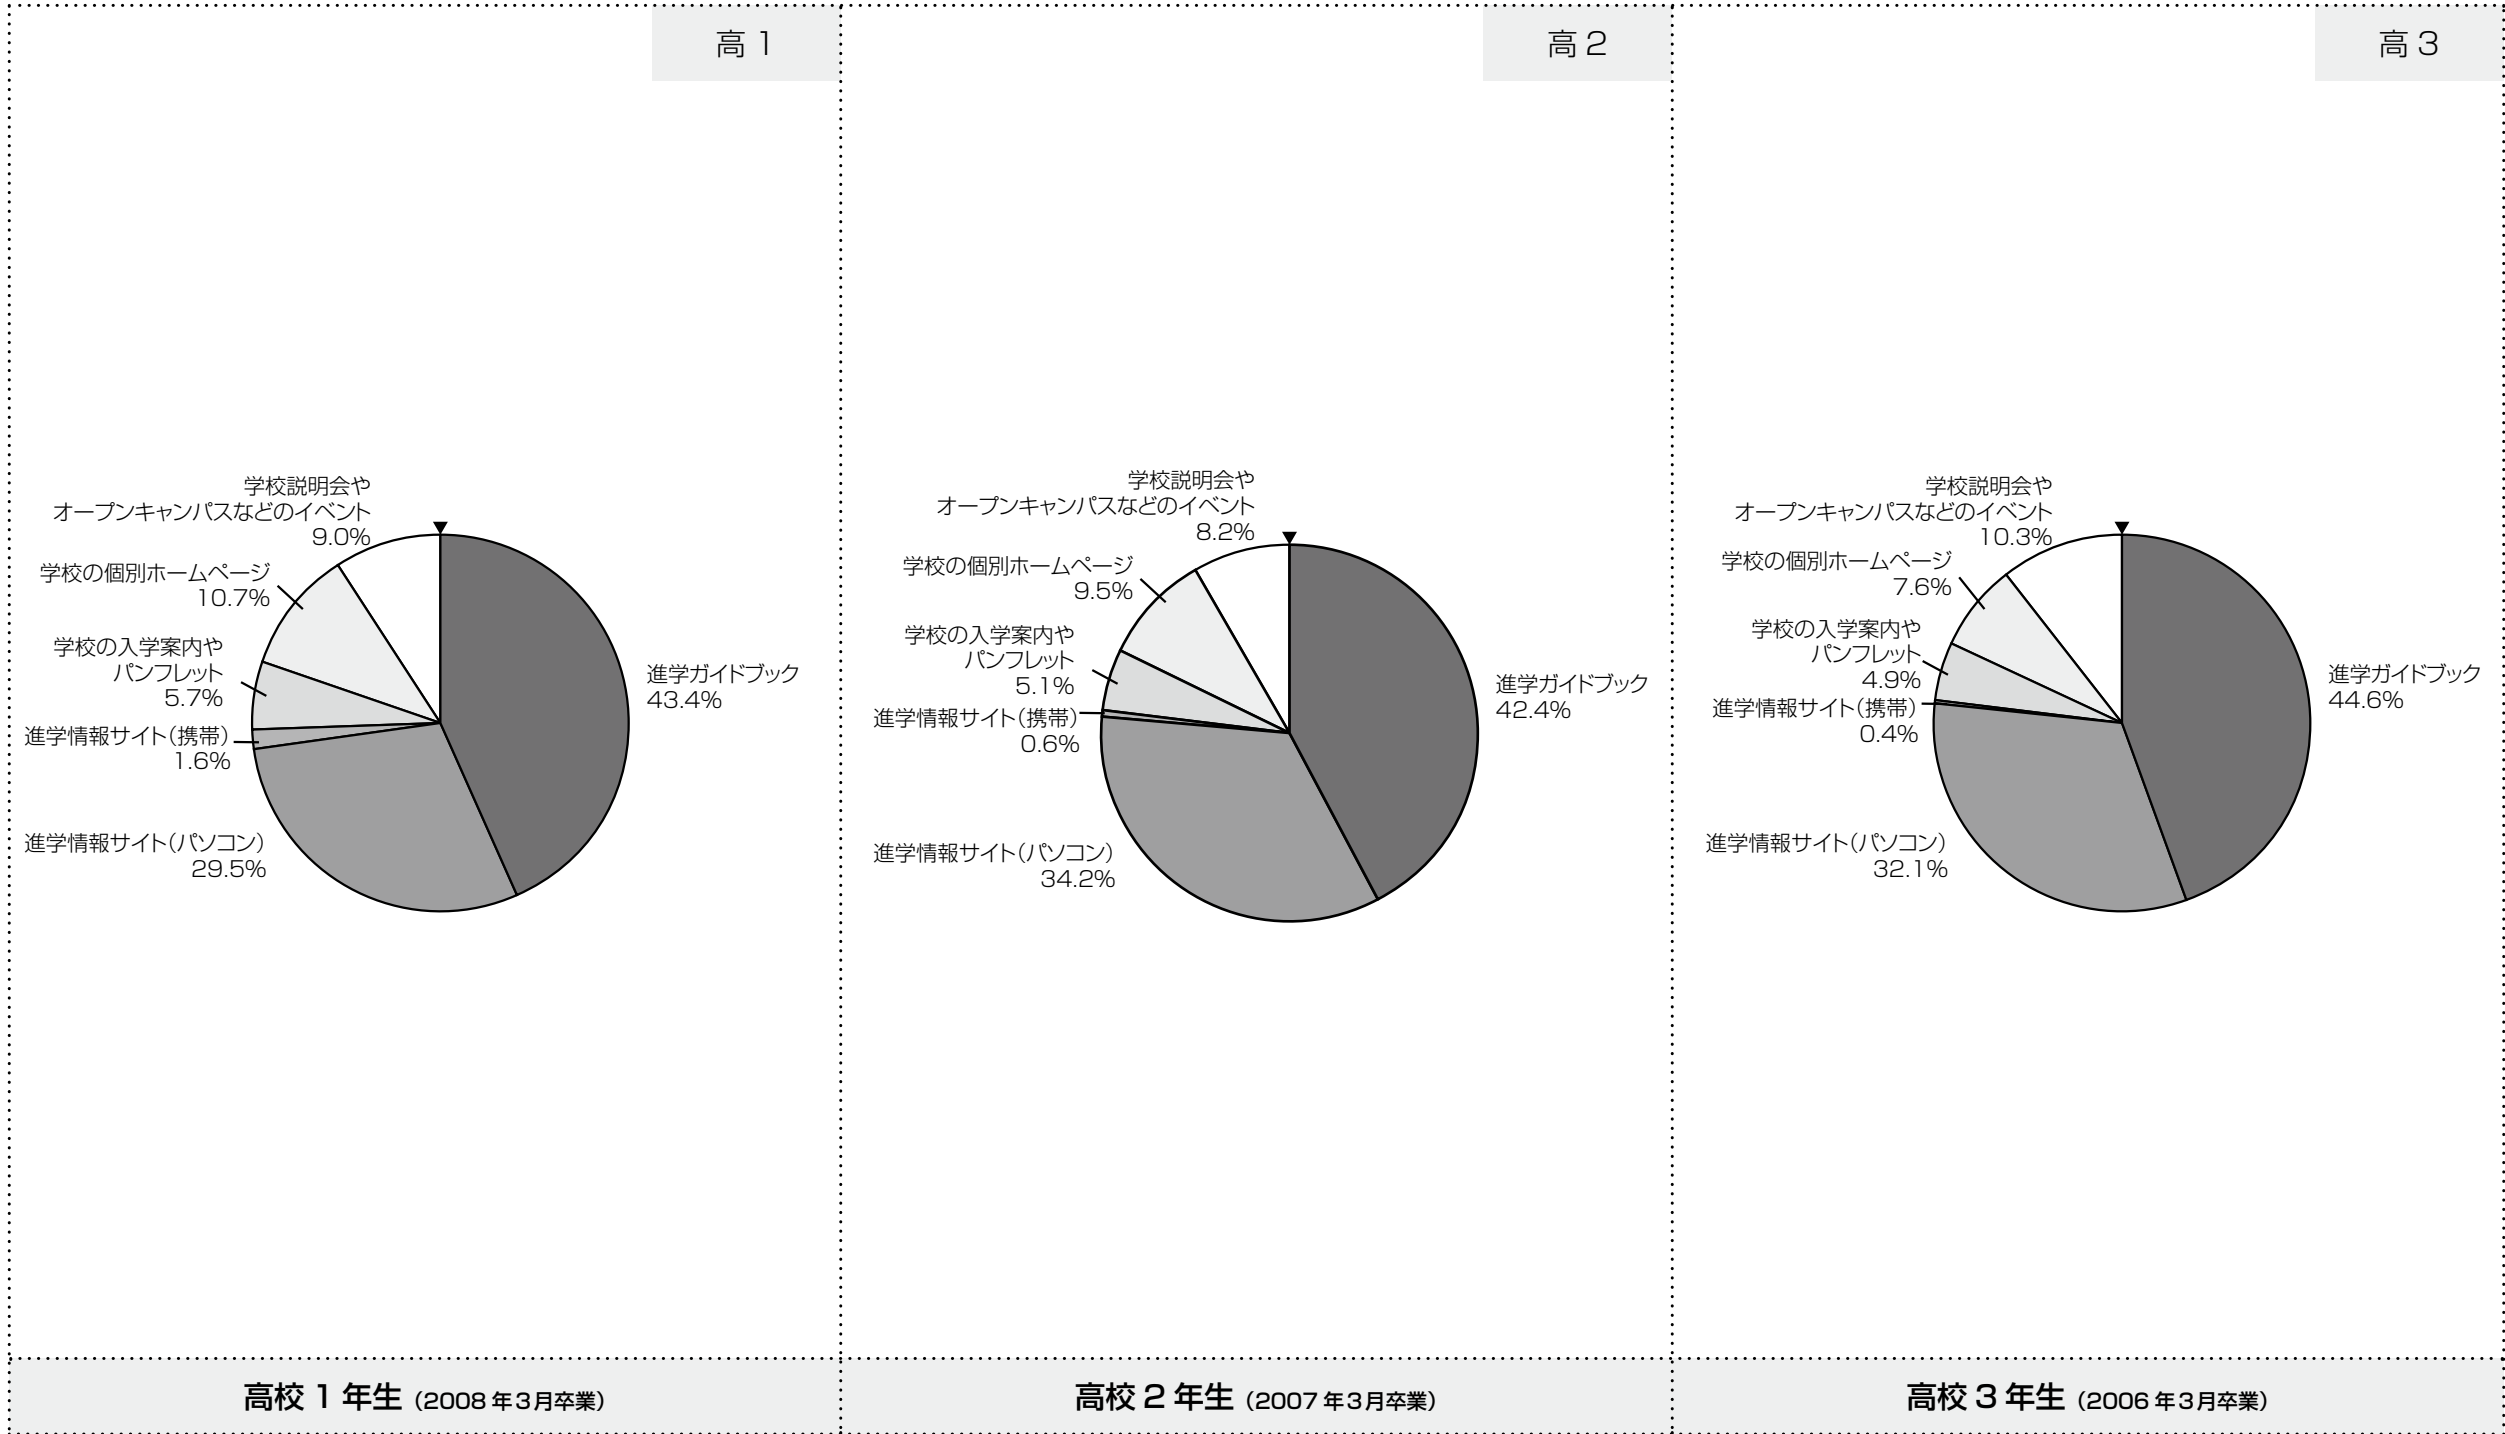 高 1
学校説明会や
オープンキャンパスなどのイベント
9.0%
学校の個別ホームページ
10.7%
学校の入学案内や
パンフレット
5.7%
進学情報サイト(携帯)
1.6%
進学情報サイト(パソコン)
29.5%
進学ガイドブック
43.4%
高校 1 年生 (2008 年3月卒業)
高 2
学校説明会や
オープンキャンパスなどのイベント
8.2%
学校の個別ホームページ
9.5%
学校の入学案内や
パンフレット
5.1%
進学情報サイト(携帯)
0.6%
進学情報サイト(パソコン)
34.2%
進学ガイドブック
42.4%
高校 2 年生 (2007 年3月卒業)
高 3
学校説明会や
オープンキャンパスなどのイベント
10.3%
学校の個別ホームページ
7.6%
学校の入学案内や
パンフレット
4.9%
進学情報サイト(携帯)
0.4%
進学情報サイト(パソコン)
32.1%
進学ガイドブック
44.6%
高校 3 年生 (2006 年3月卒業)